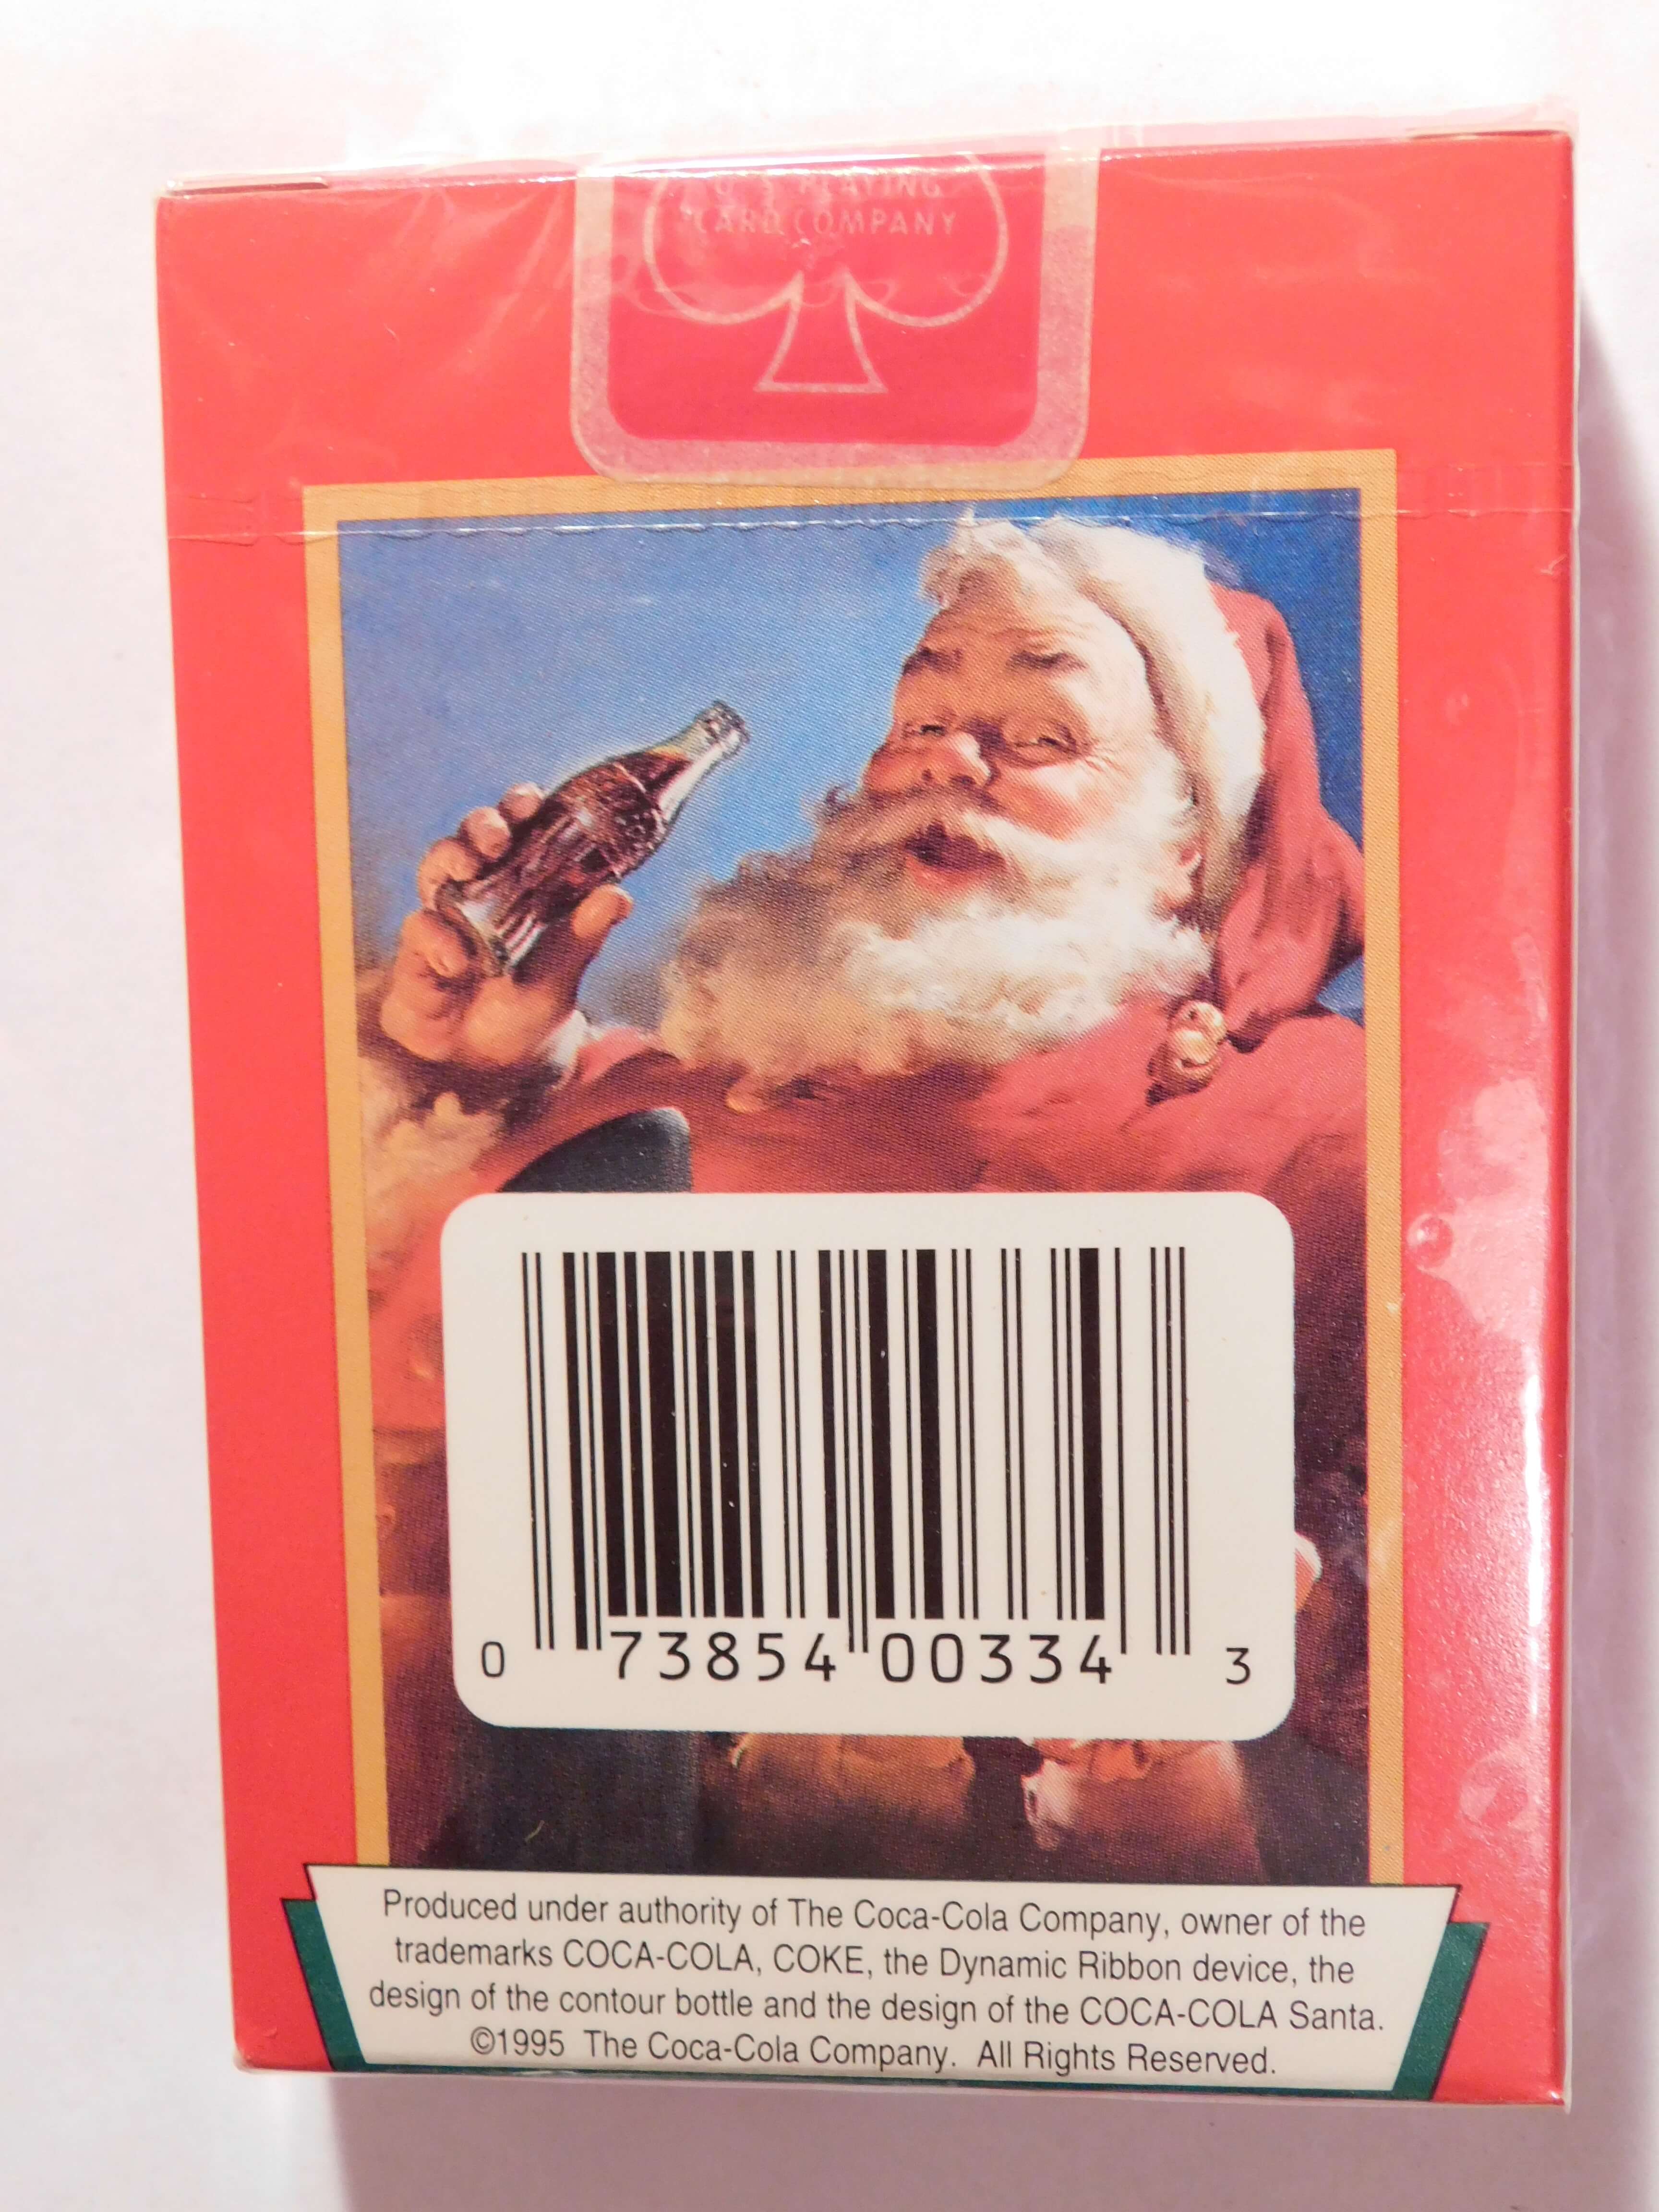 U S PLAYING
CARD COMPANY
0 73854 00334 3
Produced under authority of The Coca-Cola Company, owner of the
trademarks COCA-COLA, COKE, the Dynamic Ribbon device, the
design of the contour bottle and the design of the COCA-COLA Santa.
©1995 The Coca-Cola Company. All Rights Reserved.